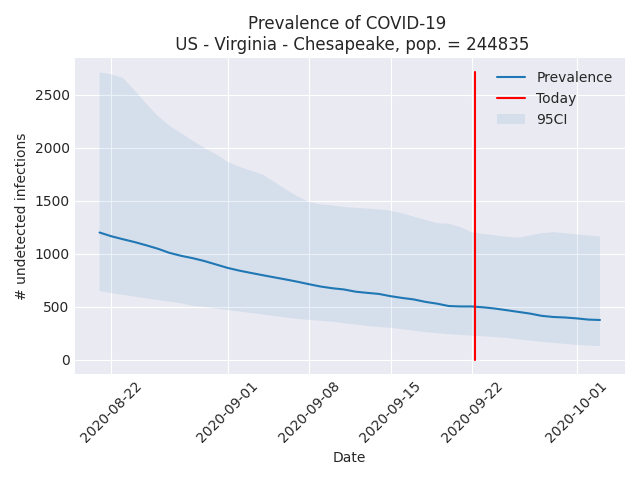 Prevalence of COVID-19
US - Virginia - Chesapeake, pop. = 244835
Prevalence
Today
95CI
# undetected infections
2500
2000
1500
1000
500
0
2020-08-22
2020-09-01
2020-09-08
2020-09-15
2020-09-22
2020-10-01
Date